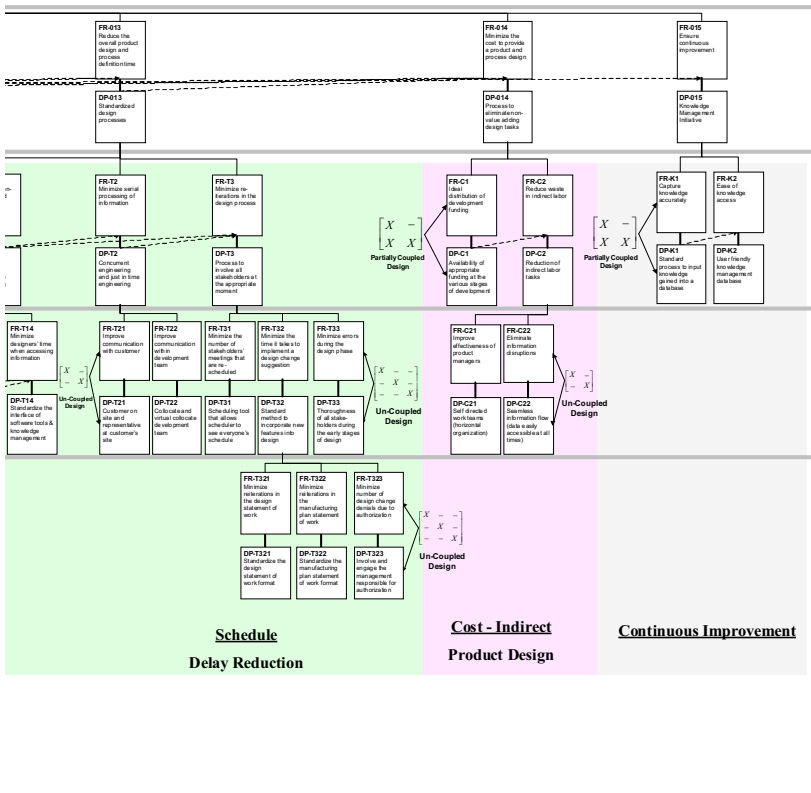 FR-013
Reduce the
overall product
design and
process
definition time
FR-014
Minimize the
cost to provide
a product and
process design
FR-015
Ensure
continuous
improvement
DP-013
Standardized
design
processes
DP-014
Process to
eliminate non-
value adding
design tasks
DP-015
Knowledge
Management
Initiative
FR-T2
Minimize serial
processing of
information
FR-T3
Minimize re-
iterations in the
design process
FR-C1
Ideal
distribution of
development
funding
FR-C2
Reduce waste
in indirect labor
FR-K1
Capture
knowledge
accurately
FR-K2
Ease of
knowledge
access
X –
X X
Partially Coupled
Design
X –
X X
Partially Coupled
Design
DP-T2
Concurrent
engineering
and just in time
engineering
DP-T3
Process to
involve all
stakeholders at
the appropriate
moment
DP-C1
Availability of
appropriate
funding at the
various stages
of development
DP-C2
Reduction of
indirect labor
tasks
DP-K1
Standard
process to input
knowledge
gained into a
database
DP-K2
User friendly
knowledge
management
database
FR-T14
Minimize
designers' time
when accessing
information
FR-T21
Improve
communication
with customer
FR-T22
Improve
communication
within
development
team
FR-T31
Minimize the
number of
stakeholders'
meetings that
are re-
scheduled
FR-T32
Minimize the
time it takes to
implement a
design change
suggestion
FR-T33
Minimize errors
during the
design phase
FR-C21
Improve
effectiveness of
product
managers
FR-C22
Eliminate
information
disruptions
X –
– X
Un-Coupled
Design
X – –
– X –
– – X
Un-Coupled
Design
X –
– X
Un-Coupled
Design
DP-T14
Standardize the
interface of
software tools &
knowledge
management
DP-T21
Customer on
site and
representative
at customer's
site
DP-T22
Collocate and
virtual collocate
development
team
DP-T31
Scheduling tool
that allows
scheduler to
see everyone's
schedule
DP-T32
Standard
method to
incorporate new
features into
design
DP-T33
Thoroughness
of all stake-
holders during
the early stages
of design
DP-C21
Self directed
work teams
(horizontal
organization)
DP-C22
Seamless
information flow
(data easily
accessible at all
times)
FR-T321
Minimize
reiterations in
the design
statement of
work
FR-T322
Minimize
reiterations in
the
manufacturing
plan statement
of work
FR-T323
Minimize
number of
design change
denials due to
authorization
X – –
– X –
– – X
Un-Coupled
Design
DP-T321
Standardize the
design
statement of
work format
DP-T322
Standardize the
manufacturing
plan statement
of work format
DP-T323
Involve and
engage the
management
responsible for
authorization
Schedule
Delay Reduction
Cost - Indirect
Product Design
Continuous Improvement